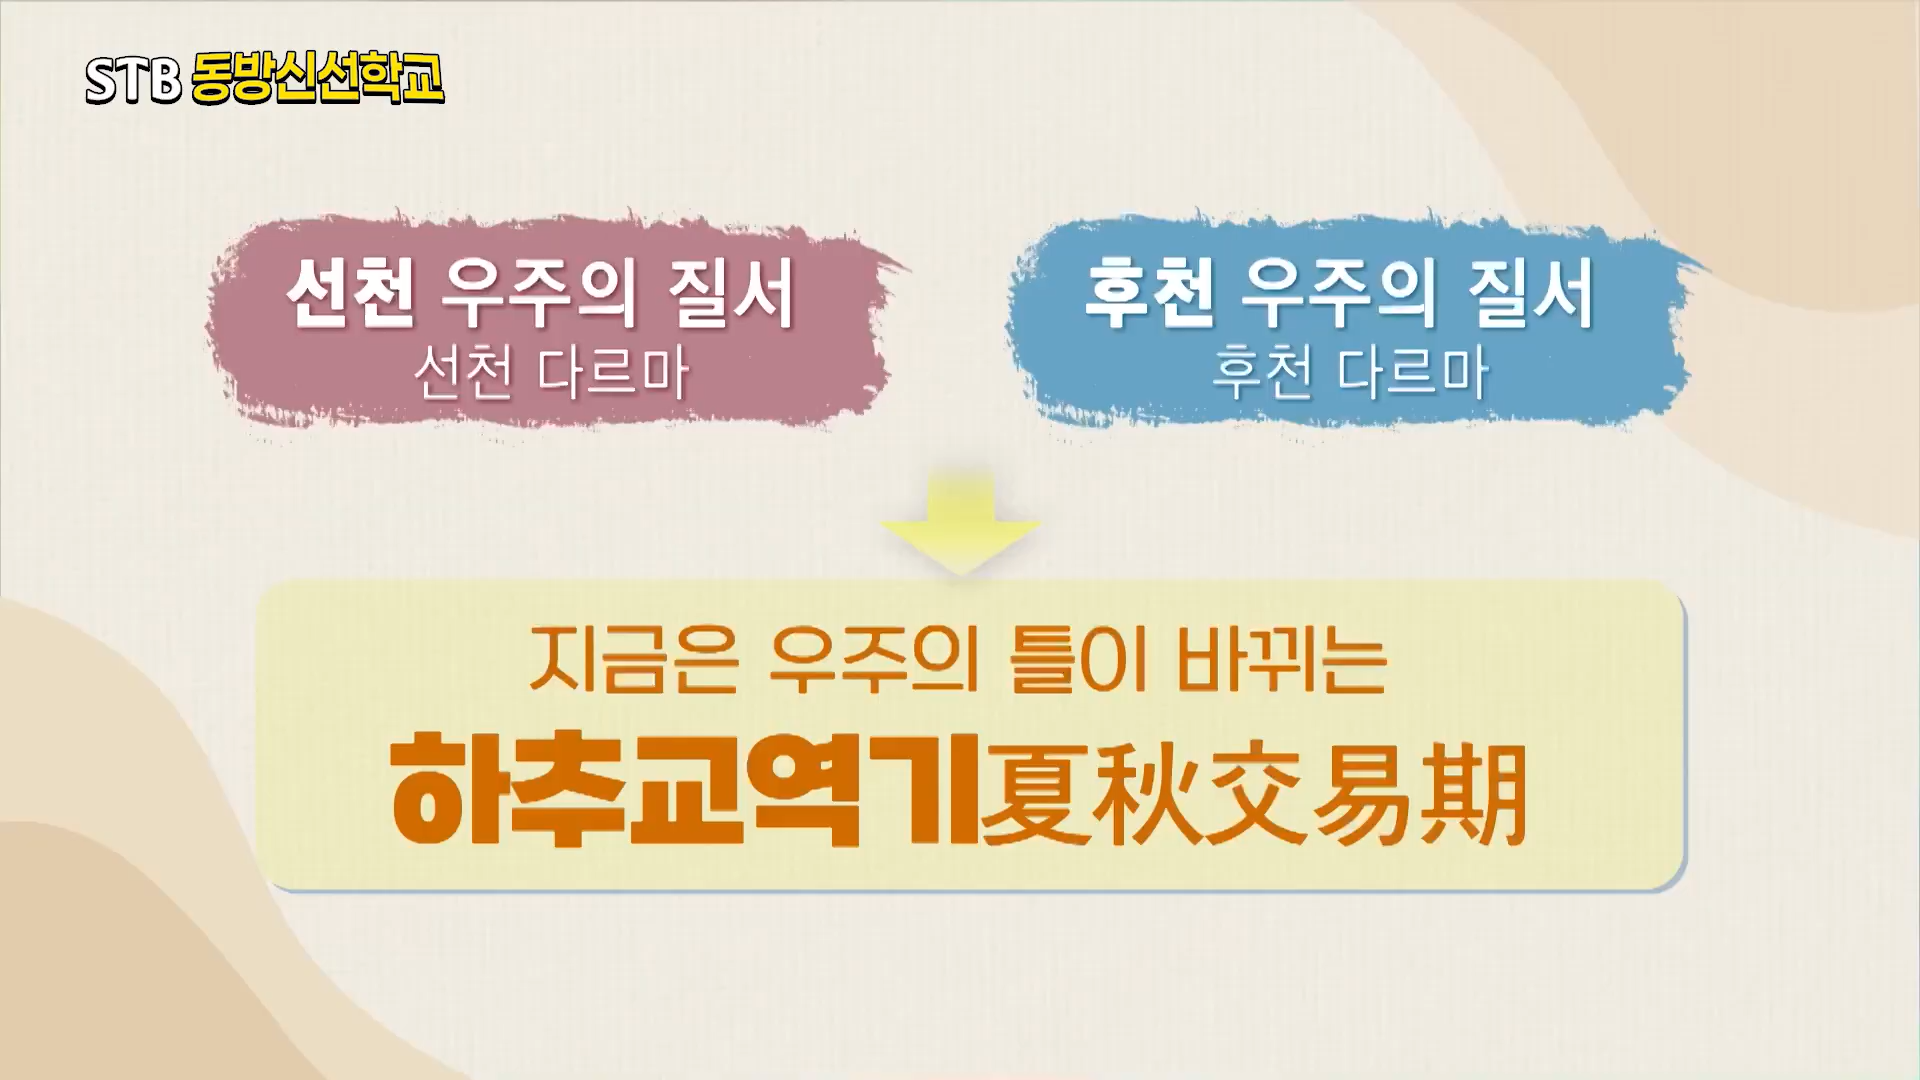 STB 동방신선학교
선천 우주의 질서
선천 다르마
후천 우주의 질서
후천 다르마
지금은 우주의 틀이 바뀌는
하추교역기夏秋交易期